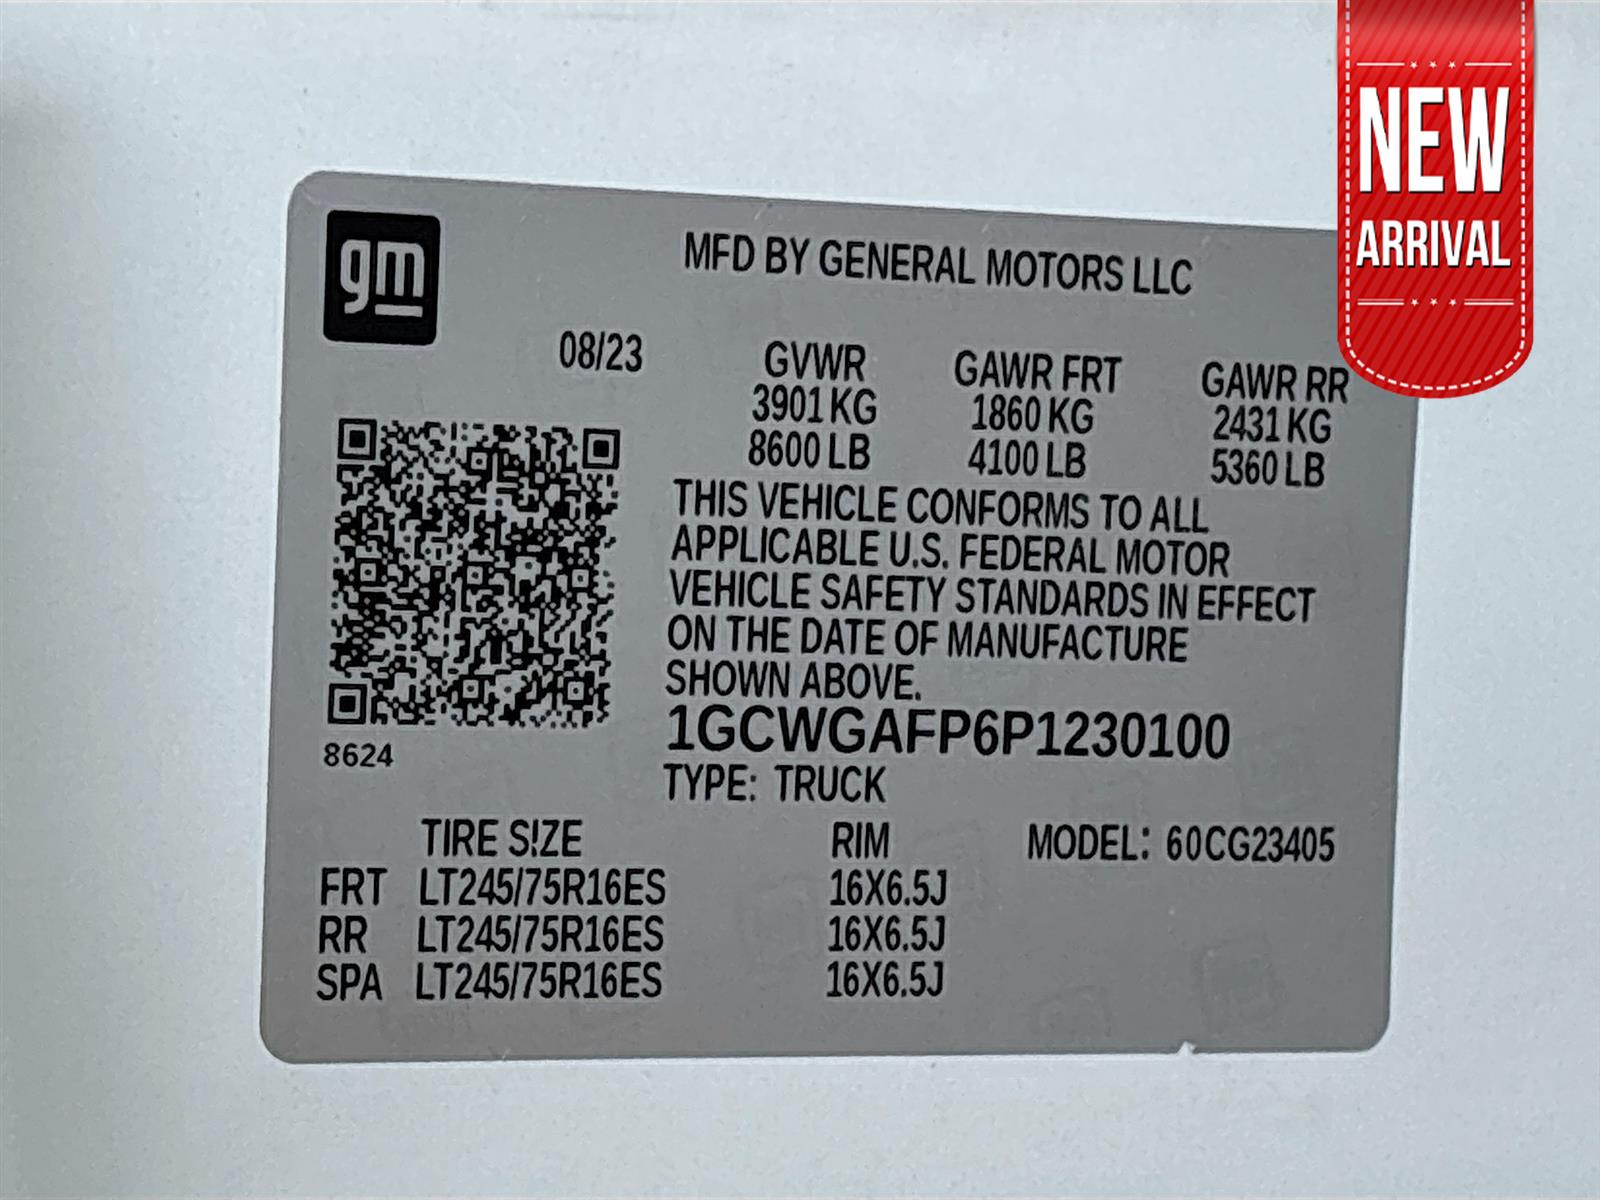 NEW
ARRIVAL
gm
MFD BY GENERAL MOTORS LLC
08/23 GVWR GAWR FRT GAWR RR
3901 KG 1860 KG 2431 KG
8600 LB 4100 LB 5360 LB
THIS VEHICLE CONFORMS TO ALL
APPLICABLE U.S. FEDERAL MOTOR
VEHICLE SAFETY STANDARDS IN EFFECT
ON THE DATE OF MANUFACTURE
SHOWN ABOVE.
1GCWGAFP6P1230100
8624
TYPE: TRUCK
TIRE SIZE RIM MODEL: 60CG23405
FRT LT245/75R16ES 16X6.5J
RR LT245/75R16ES 16X6.5J
SPA LT245/75R16ES 16X6.5J